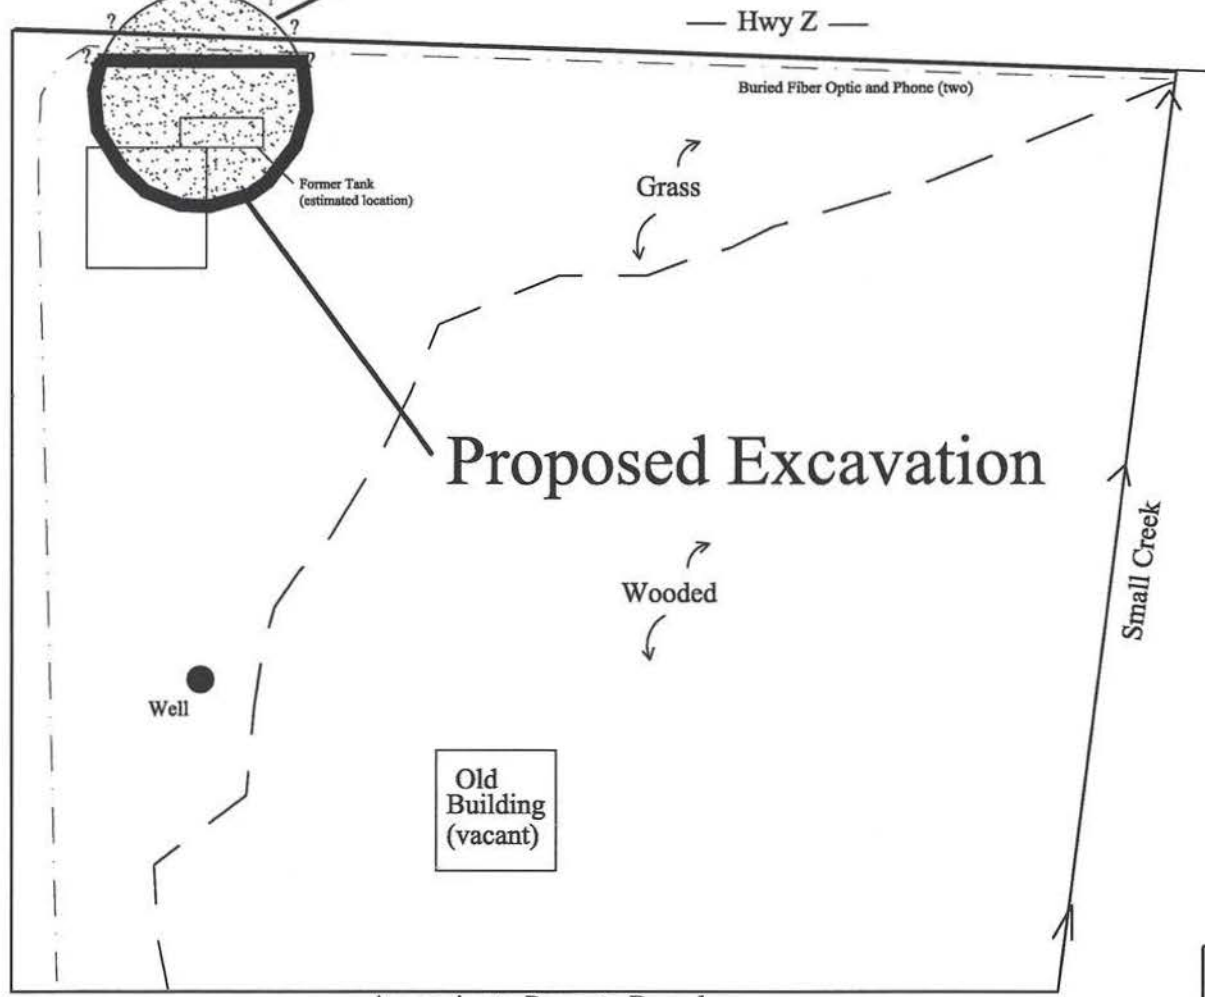 — Hwy Z —
?
?
?
?
?
Buried Fiber Optic and Phone (two)
Former Tank
(estimated location)
Grass
Proposed Excavation
Wooded
Small Creek
Well
Old
Building
(vacant)